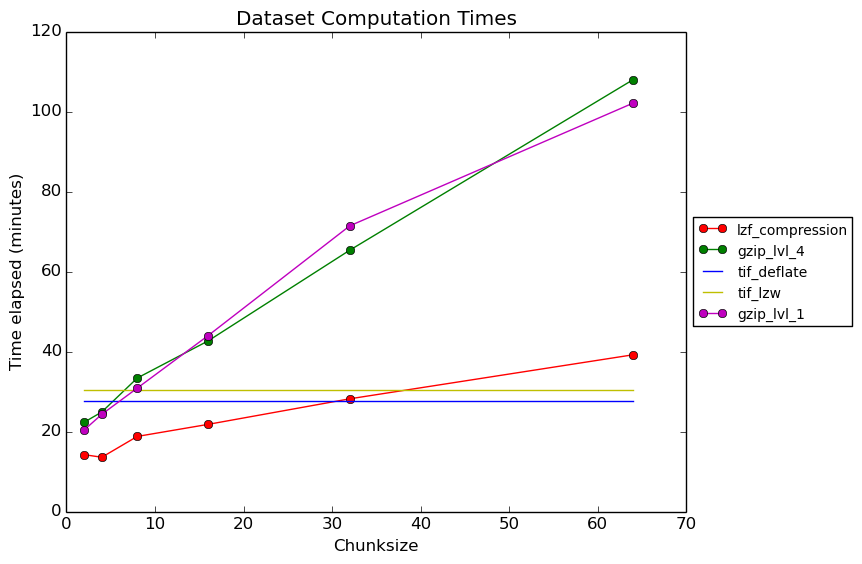 Dataset Computation Times
120
100
80
60
40
20
0
Time elapsed (minutes)
0 10 20 30 40 50 60 70
Chunksize
lzf_compression
gzip_lvl_4
tif_deflate
tif_lzw
gzip_lvl_1